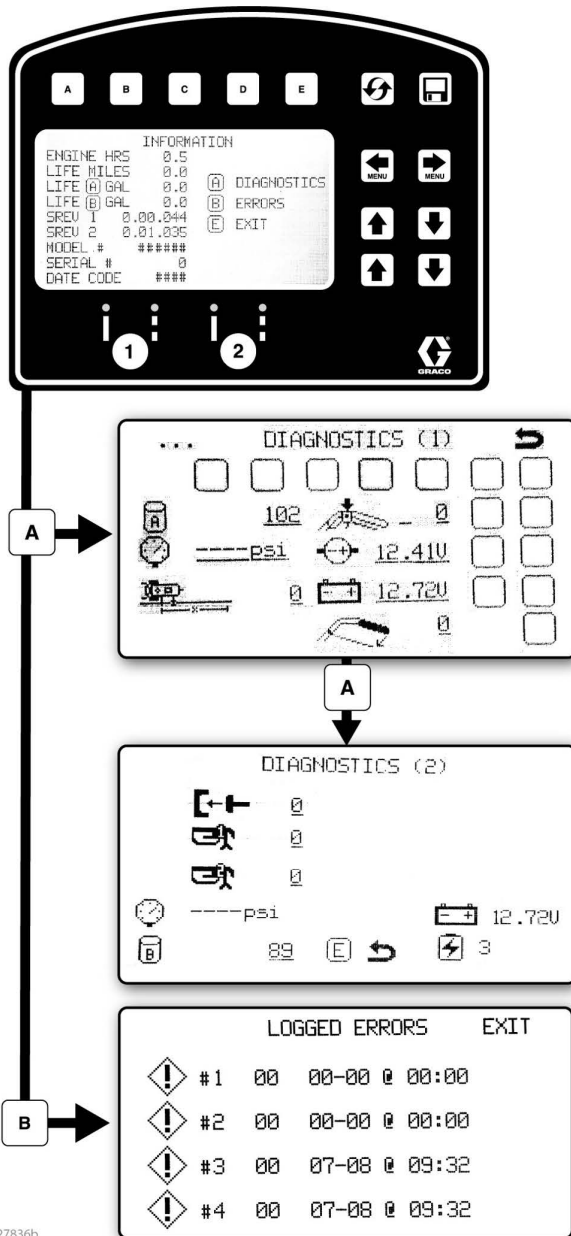 A B C D E
INFORMATION
ENGINE HRS 0.5
LIFE MILES 0.0
LIFE A GAL 0.0
LIFE B GAL 0.0
SREV 1 0.00.044
SREV 2 0.01.035
MODEL # ######
SERIAL # 0
DATE CODE ####
A DIAGNOSTICS
B ERRORS
E EXIT
MENU MENU
1 2
GRACO
A
... DIAGNOSTICS (1)
A 102 _ 0
----psi - + 12.41V
x 0 - + 12.72V
0
A
DIAGNOSTICS (2)
0
1 0
2 0
----psi - + 12.72V
B 89 E 3
B
LOGGED ERRORS EXIT
! #1 00 00-00 @ 00:00
! #2 00 00-00 @ 00:00
! #3 00 07-08 @ 09:32
! #4 00 07-08 @ 09:32
27836b